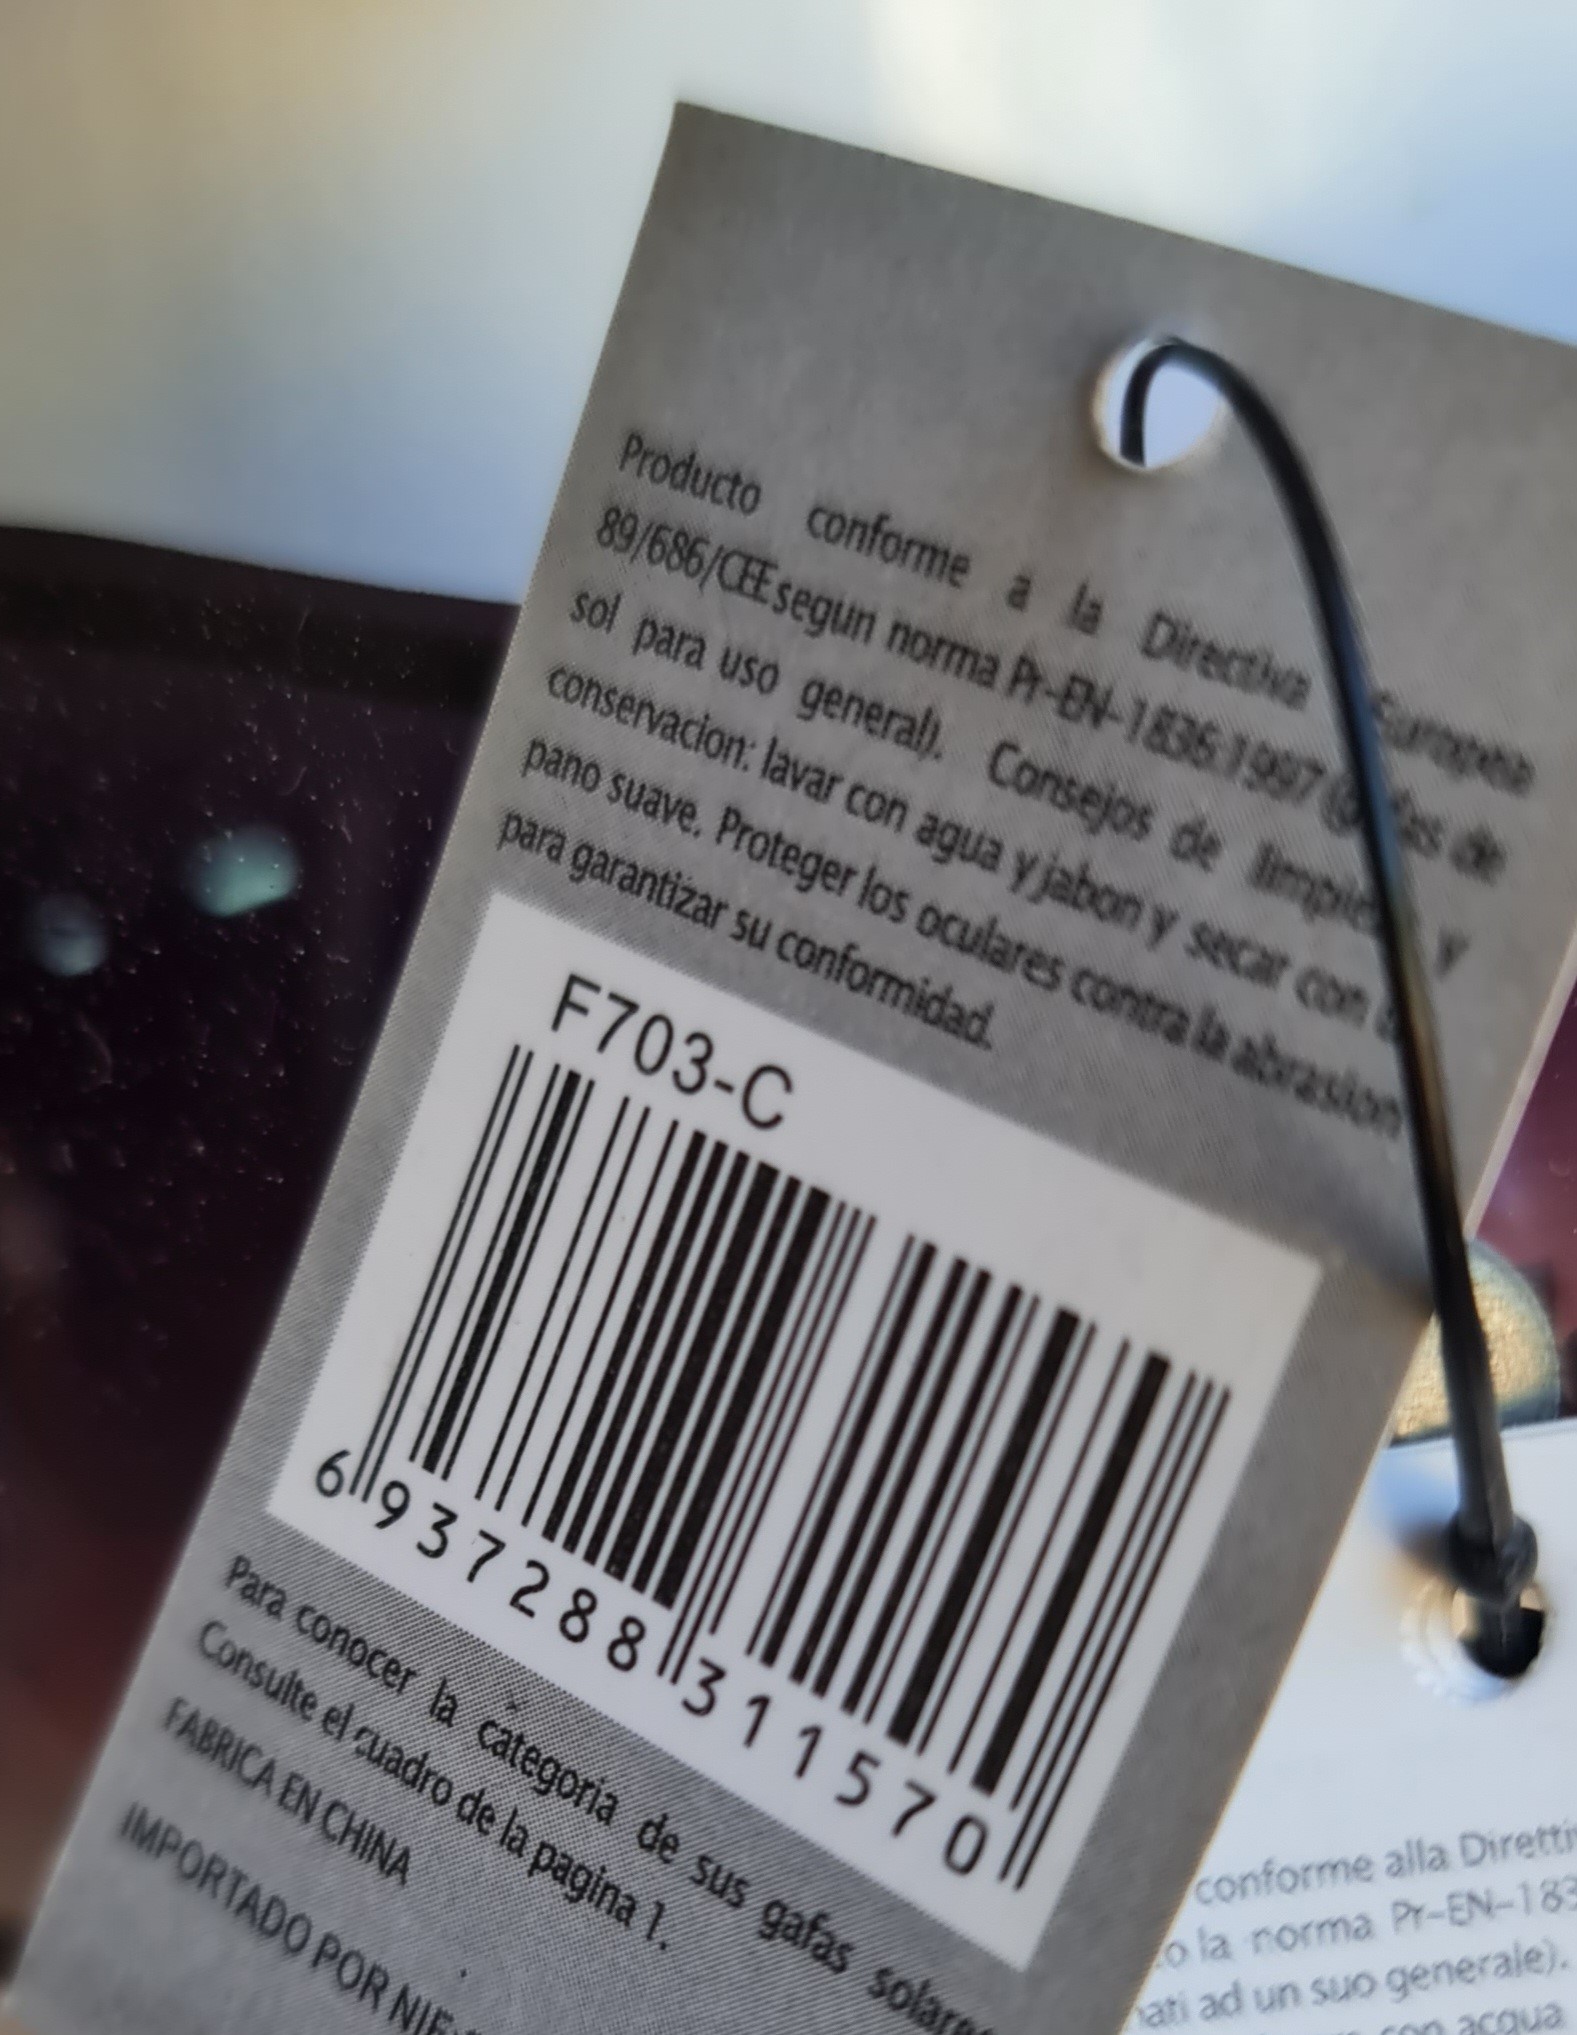 Producto conforme a la Directiva Europea
89/686/CEE segun norma Pr-EN-1836:1997 (gafas de
sol para uso general). Consejos de limpieza y
conservacion: lavar con agua y jabon y secar con
pano suave. Proteger los oculares contra la abrasion
para garantizar su conformidad.
F703-C
6 937288 311570
Para conocer la categoria de sus gafas solares
Consulte el cuadro de la pagina 1.
FABRICA EN CHINA
IMPORTADO POR NIF:
conforme alla Diretti
o la norma Pr-EN-183
ati ad un suo generale).
con acqua